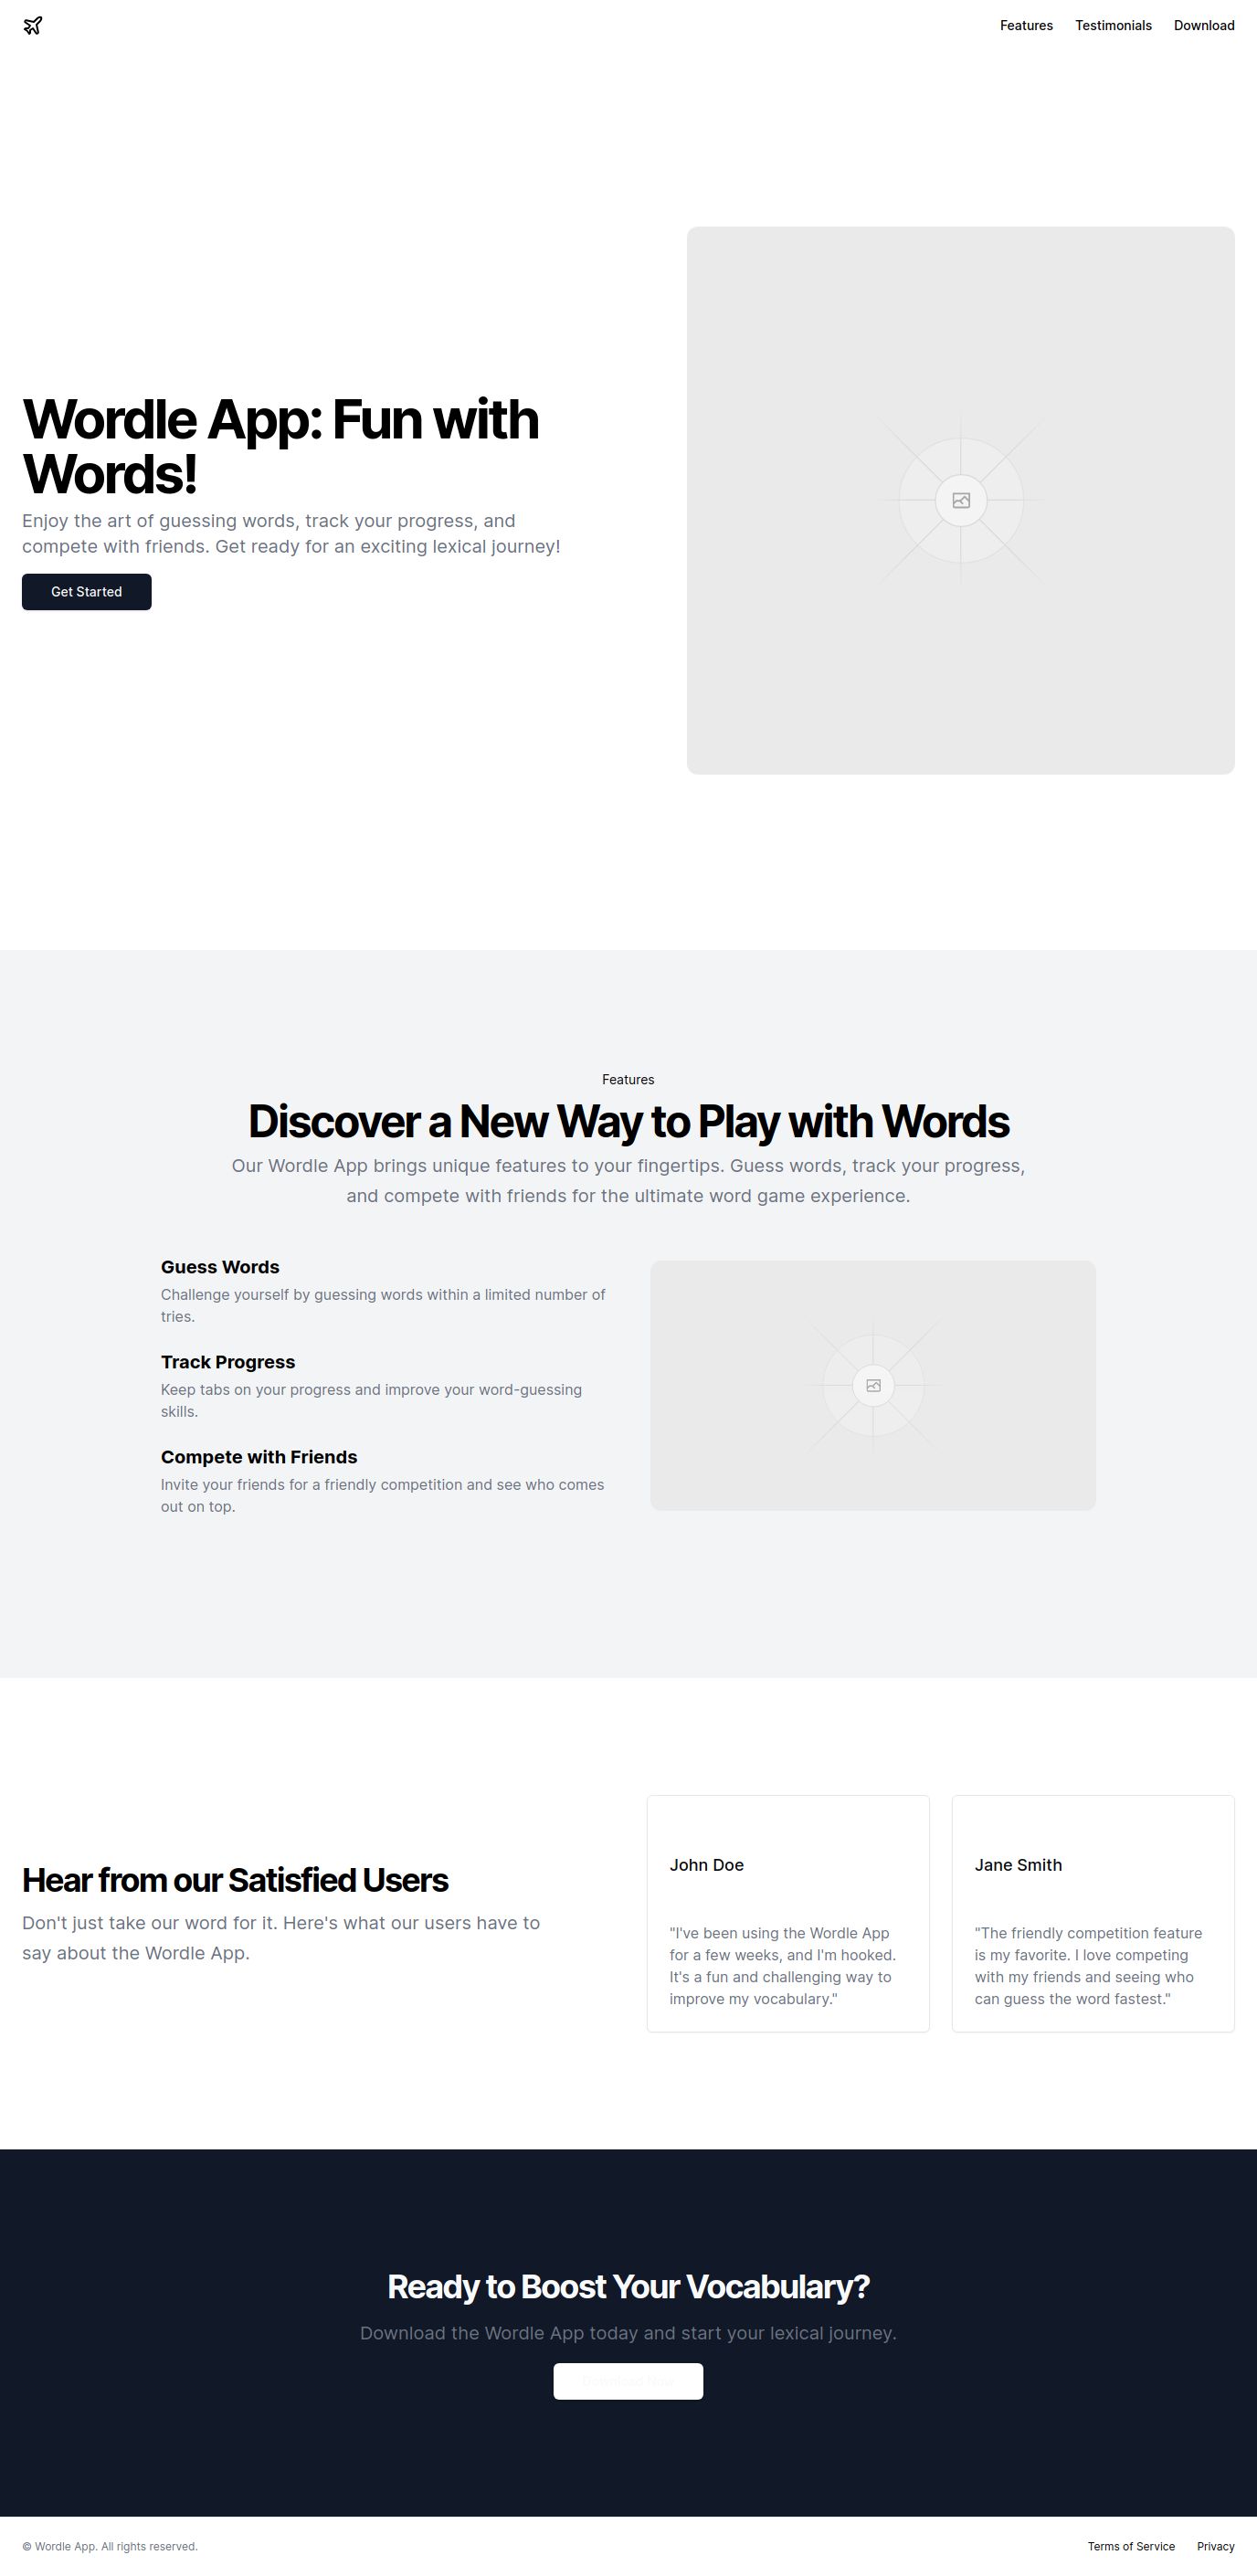 Features Testimonials Download
Wordle App: Fun with
Words!
Enjoy the art of guessing words, track your progress, and
compete with friends. Get ready for an exciting lexical journey!
Get Started
Features
Discover a New Way to Play with Words
Our Wordle App brings unique features to your fingertips. Guess words, track your progress,
and compete with friends for the ultimate word game experience.
Guess Words
Challenge yourself by guessing words within a limited number of
tries.
Track Progress
Keep tabs on your progress and improve your word-guessing
skills.
Compete with Friends
Invite your friends for a friendly competition and see who comes
out on top.
Hear from our Satisfied Users
Don't just take our word for it. Here's what our users have to
say about the Wordle App.
John Doe
"I've been using the Wordle App
for a few weeks, and I'm hooked.
It's a fun and challenging way to
improve my vocabulary."
Jane Smith
"The friendly competition feature
is my favorite. I love competing
with my friends and seeing who
can guess the word fastest."
Ready to Boost Your Vocabulary?
Download the Wordle App today and start your lexical journey.
© Wordle App. All rights reserved.
Terms of Service Privacy